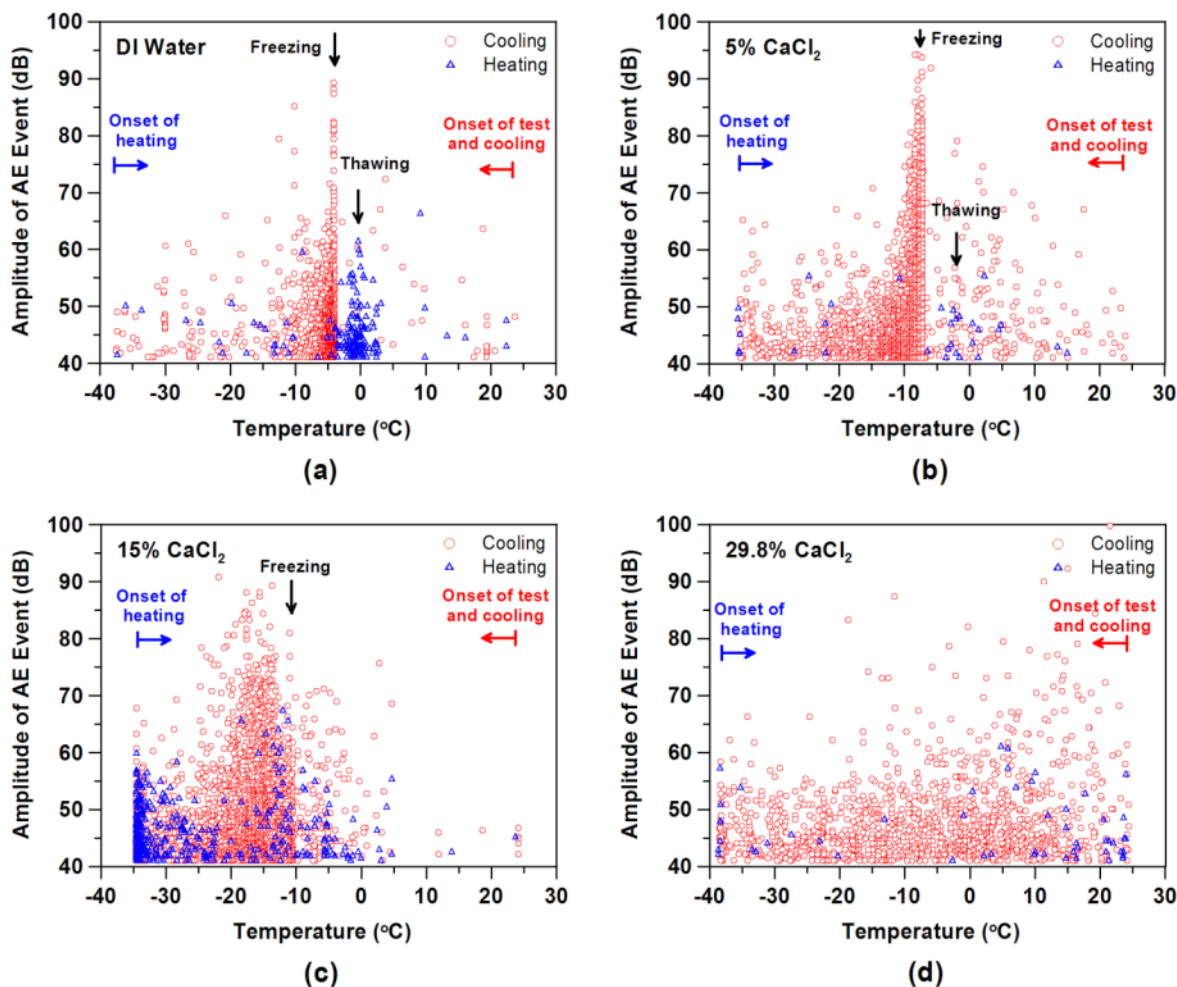 DI Water
Freezing
Cooling
Heating
Onset of
heating
Onset of test
and cooling
Thawing
Amplitude of AE Event (dB)
100
90
80
70
60
50
40
-40 -30 -20 -10 0 10 20 30
Temperature (°C)
(a)
5% CaCl₂
Freezing
Cooling
Heating
Onset of
heating
Onset of test
and cooling
Thawing
Amplitude of AE Event (dB)
100
90
80
70
60
50
40
-40 -30 -20 -10 0 10 20 30
Temperature (°C)
(b)
15% CaCl₂
Freezing
Cooling
Heating
Onset of
heating
Onset of test
and cooling
Amplitude of AE Event (dB)
100
90
80
70
60
50
40
-40 -30 -20 -10 0 10 20 30
Temperature (°C)
(c)
29.8% CaCl₂
Cooling
Heating
Onset of
heating
Onset of test
and cooling
Amplitude of AE Event (dB)
100
90
80
70
60
50
40
-40 -30 -20 -10 0 10 20 30
Temperature (°C)
(d)